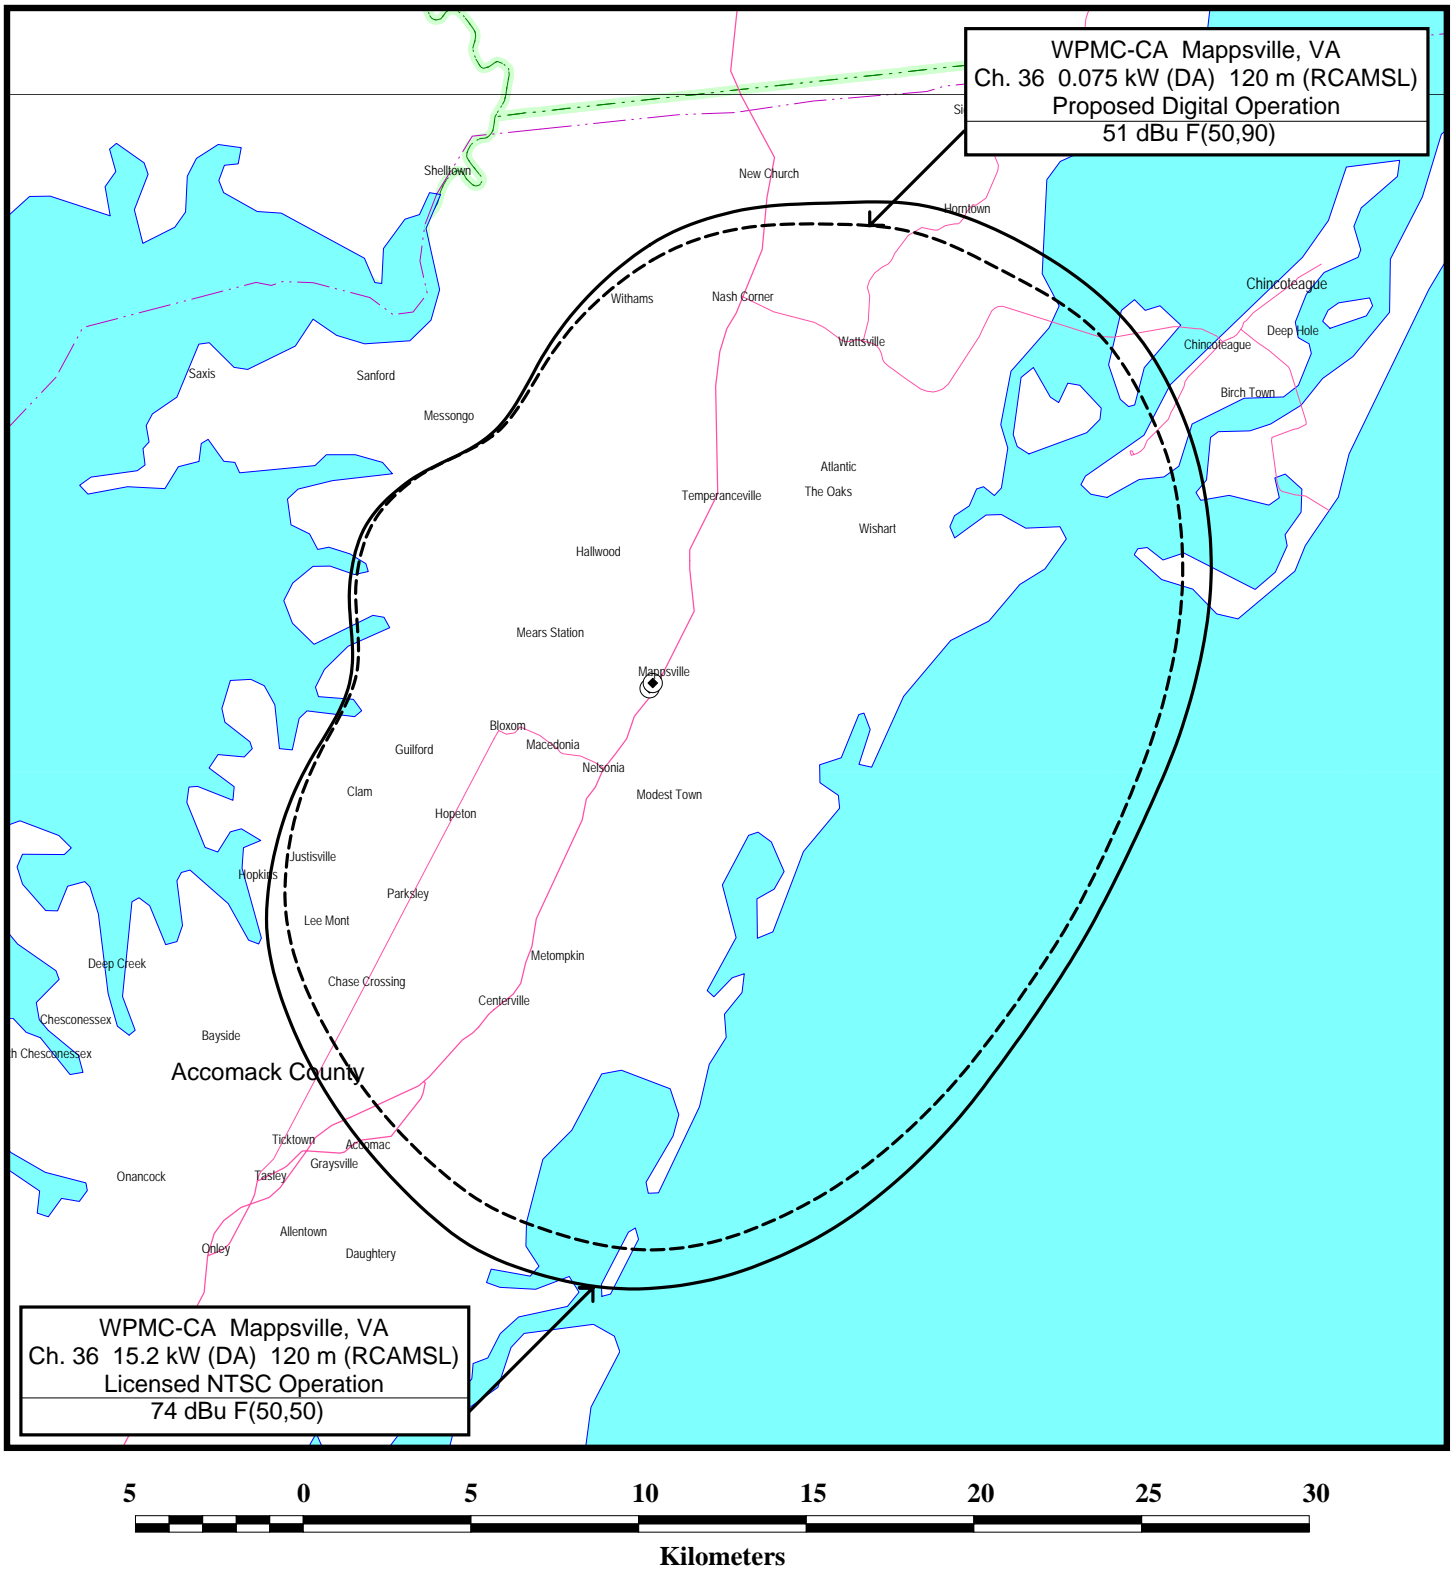 WPMC-CA Mappsville, VA
Ch. 36 0.075 kW (DA) 120 m (RCAMSL)
Proposed Digital Operation
51 dBu F(50,90)
Shelltown
New Church
Horntown
Withams
Nash Corner
Chincoleague
Deep Hole
Wattsville
Chincoleague
Saxis
Sanford
Birch Town
Messongo
Atlantic
Temperanceville
The Oaks
Wishart
Hallwood
Mears Station
Mappsville
Bloxom
Guilford
Macedonia
Nelsonia
Clam
Modest Town
Hopeton
Justisville
Hopkins
Parksley
Lee Mont
Metompkin
Deep Creek
Chase Crossing
Centerville
Chesconessex
Bayside
th Chesconessex
Accomack County
Ticktown
Accomac
Graysville
Onancock
Tasley
Allentown
Onley
Daughtery
WPMC-CA Mappsville, VA
Ch. 36 15.2 kW (DA) 120 m (RCAMSL)
Licensed NTSC Operation
74 dBu F(50,50)
5 0 5 10 15 20 25 30
Kilometers